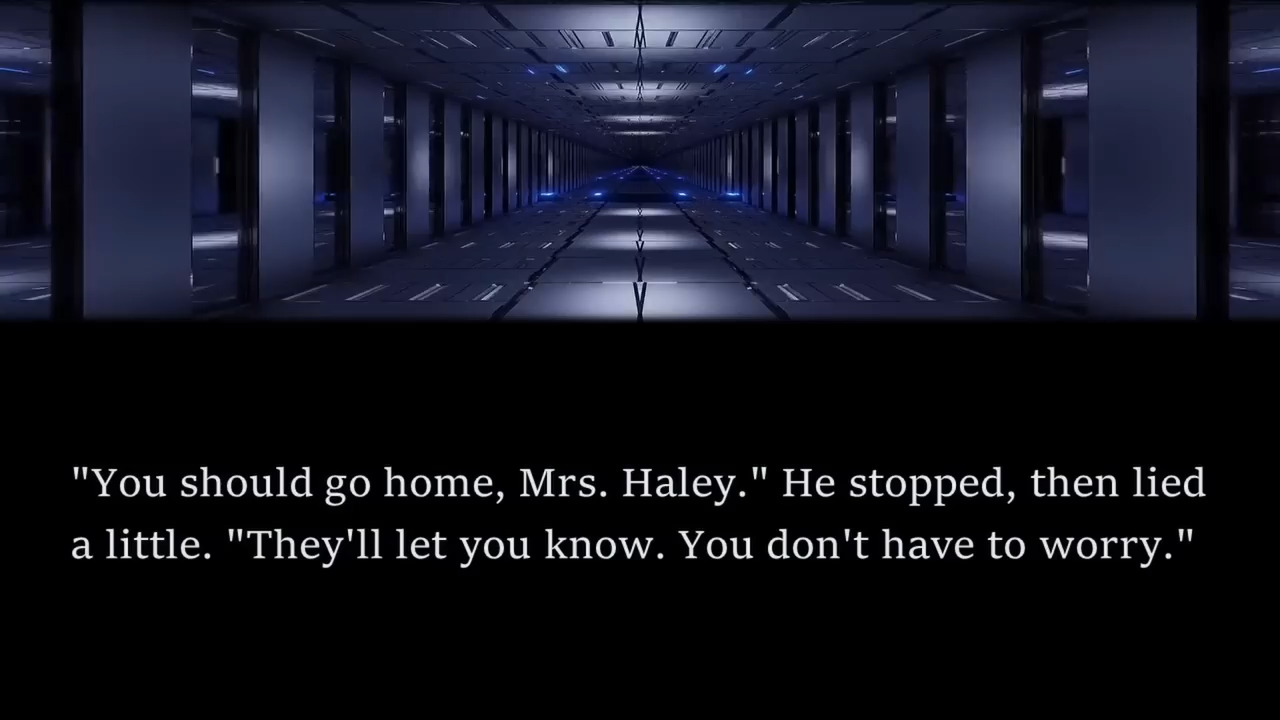 "You should go home, Mrs. Haley." He stopped, then lied
a little. "They'll let you know. You don't have to worry."